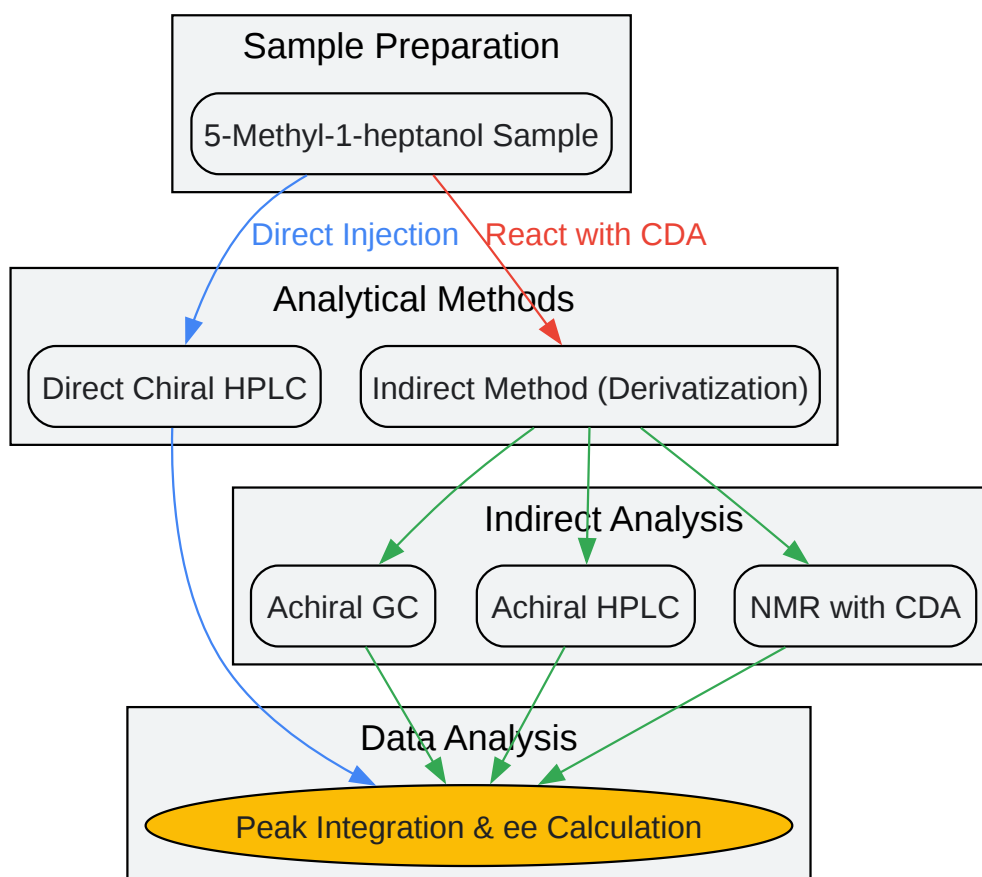 Sample Preparation
5-Methyl-1-heptanol Sample
Direct Injection
React with CDA
Analytical Methods
Direct Chiral HPLC
Indirect Method (Derivatization)
Indirect Analysis
Achiral GC
Achiral HPLC
NMR with CDA
Data Analysis
Peak Integration & ee Calculation